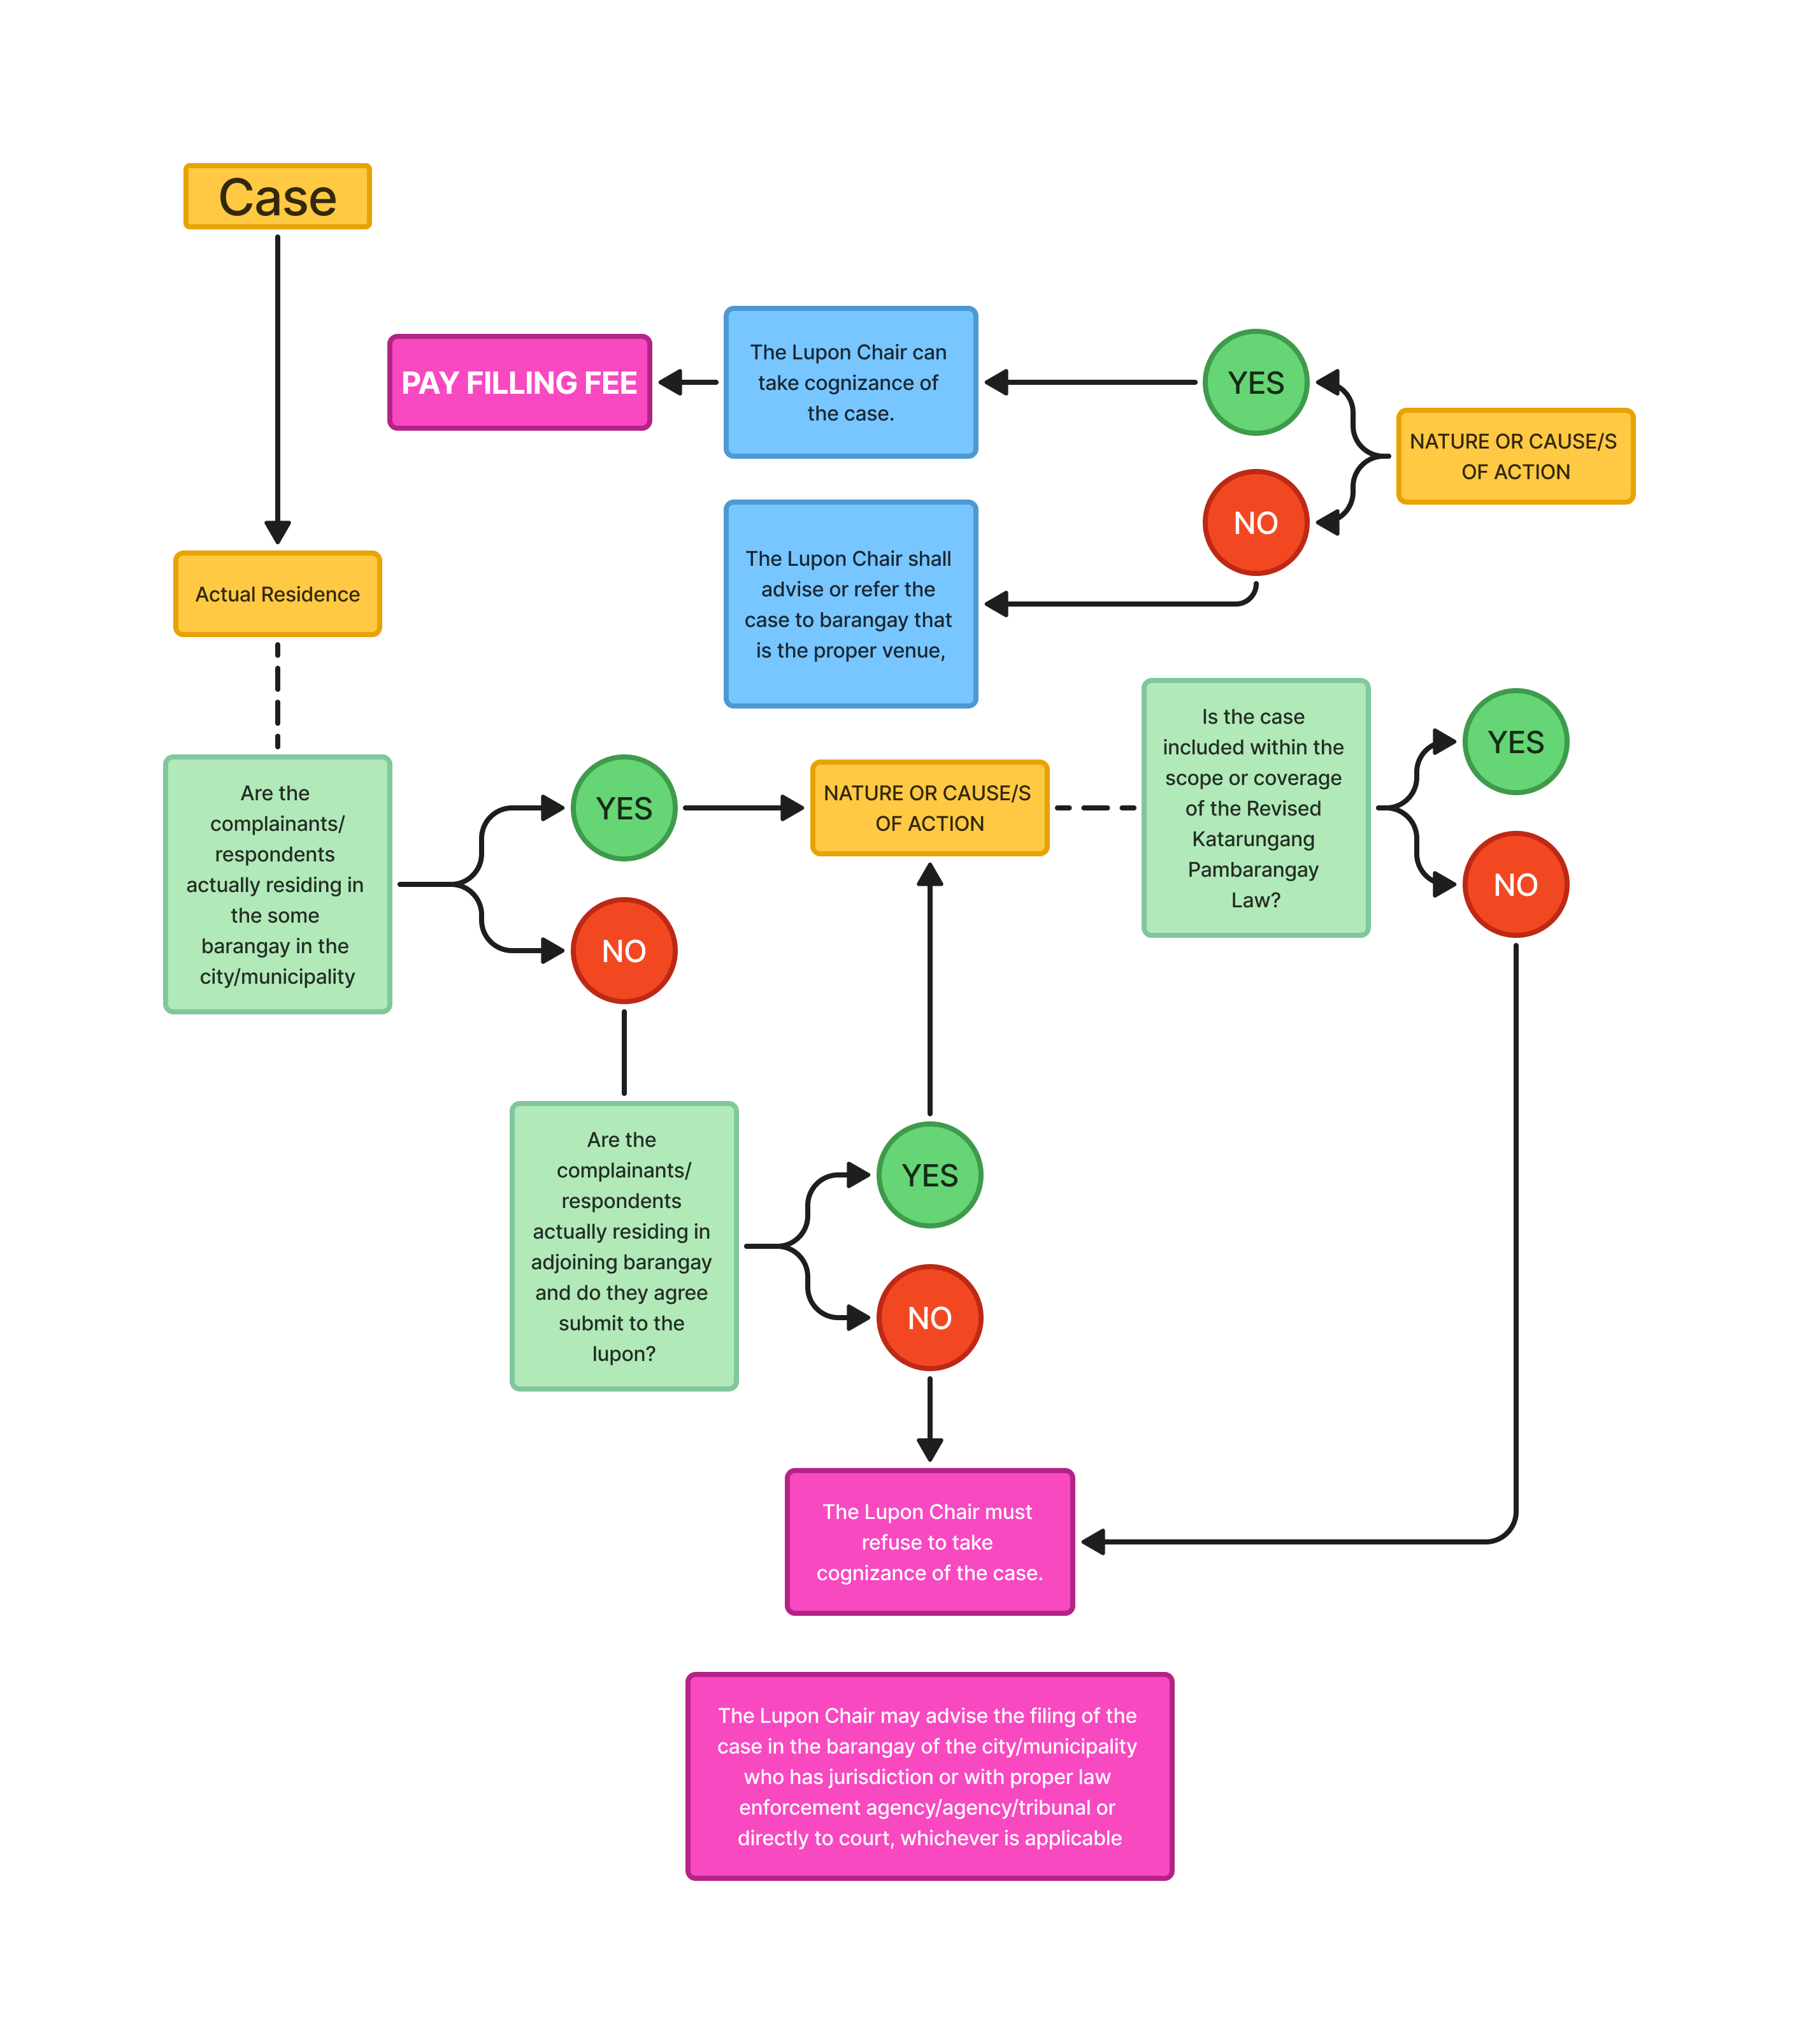 Case
PAY FILLING FEE
The Lupon Chair can
take cognizance of
the case.
YES
NATURE OR CAUSE/S
OF ACTION
NO
The Lupon Chair shall
advise or refer the
case to barangay that
is the proper venue,
Actual Residence
Are the
complainants/
respondents
actually residing in
the some
barangay in the
city/municipality
YES
NO
NATURE OR CAUSE/S
OF ACTION
Is the case
included within the
scope or coverage
of the Revised
Katarungang
Pambarangay
Law?
YES
NO
Are the
complainants/
respondents
actually residing in
adjoining barangay
and do they agree
submit to the
lupon?
YES
NO
The Lupon Chair must
refuse to take
cognizance of the case.
The Lupon Chair may advise the filing of the
case in the barangay of the city/municipality
who has jurisdiction or with proper law
enforcement agency/agency/tribunal or
directly to court, whichever is applicable